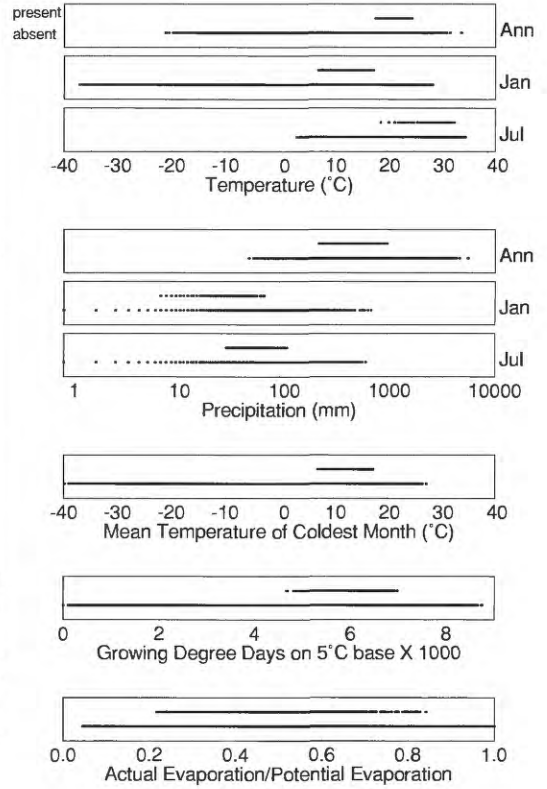 present
absent
Ann
Jan
Jul
-40 -30 -20 -10 0 10 20 30 40
Temperature (˚C)
Ann
Jan
Jul
1 10 100 1000 10000
Precipitation (mm)
-40 -30 -20 -10 0 10 20 30 40
Mean Temperature of Coldest Month (˚C)
0 2 4 6 8
Growing Degree Days on 5˚C base X 1000
0.0 0.2 0.4 0.6 0.8 1.0
Actual Evaporation/Potential Evaporation